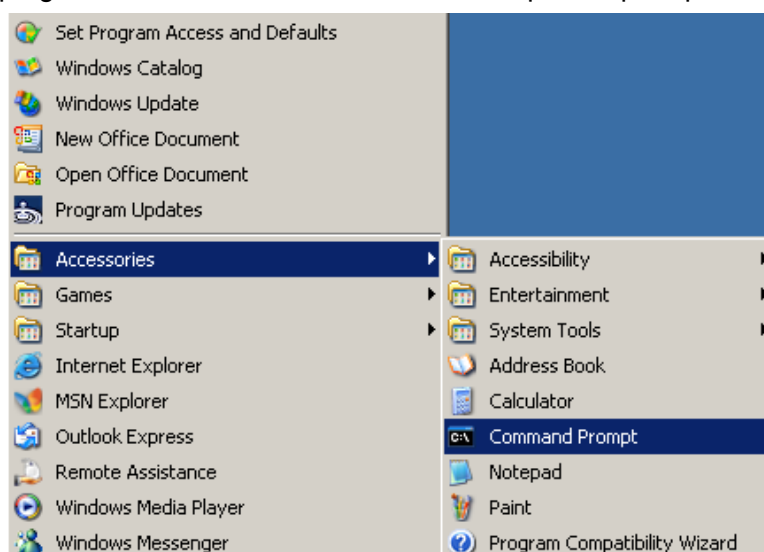 Set Program Access and Defaults
Windows Catalog
Windows Update
New Office Document
Open Office Document
Program Updates
Accessories
Games
Startup
Internet Explorer
MSN Explorer
Outlook Express
Remote Assistance
Windows Media Player
Windows Messenger
Accessibility
Entertainment
System Tools
Address Book
Calculator
C:\
Command Prompt
Notepad
Paint
Program Compatibility Wizard